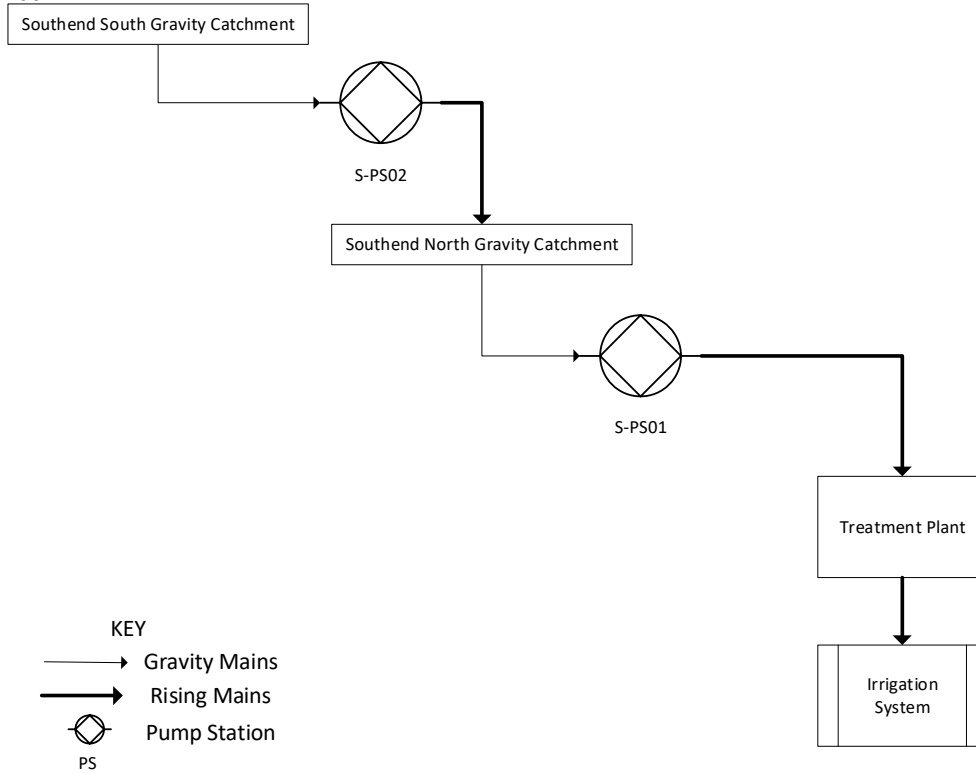 Southend South Gravity Catchment
S-PS02
Southend North Gravity Catchment
S-PS01
Treatment Plant
Irrigation
System
KEY
Gravity Mains
Rising Mains
Pump Station
PS